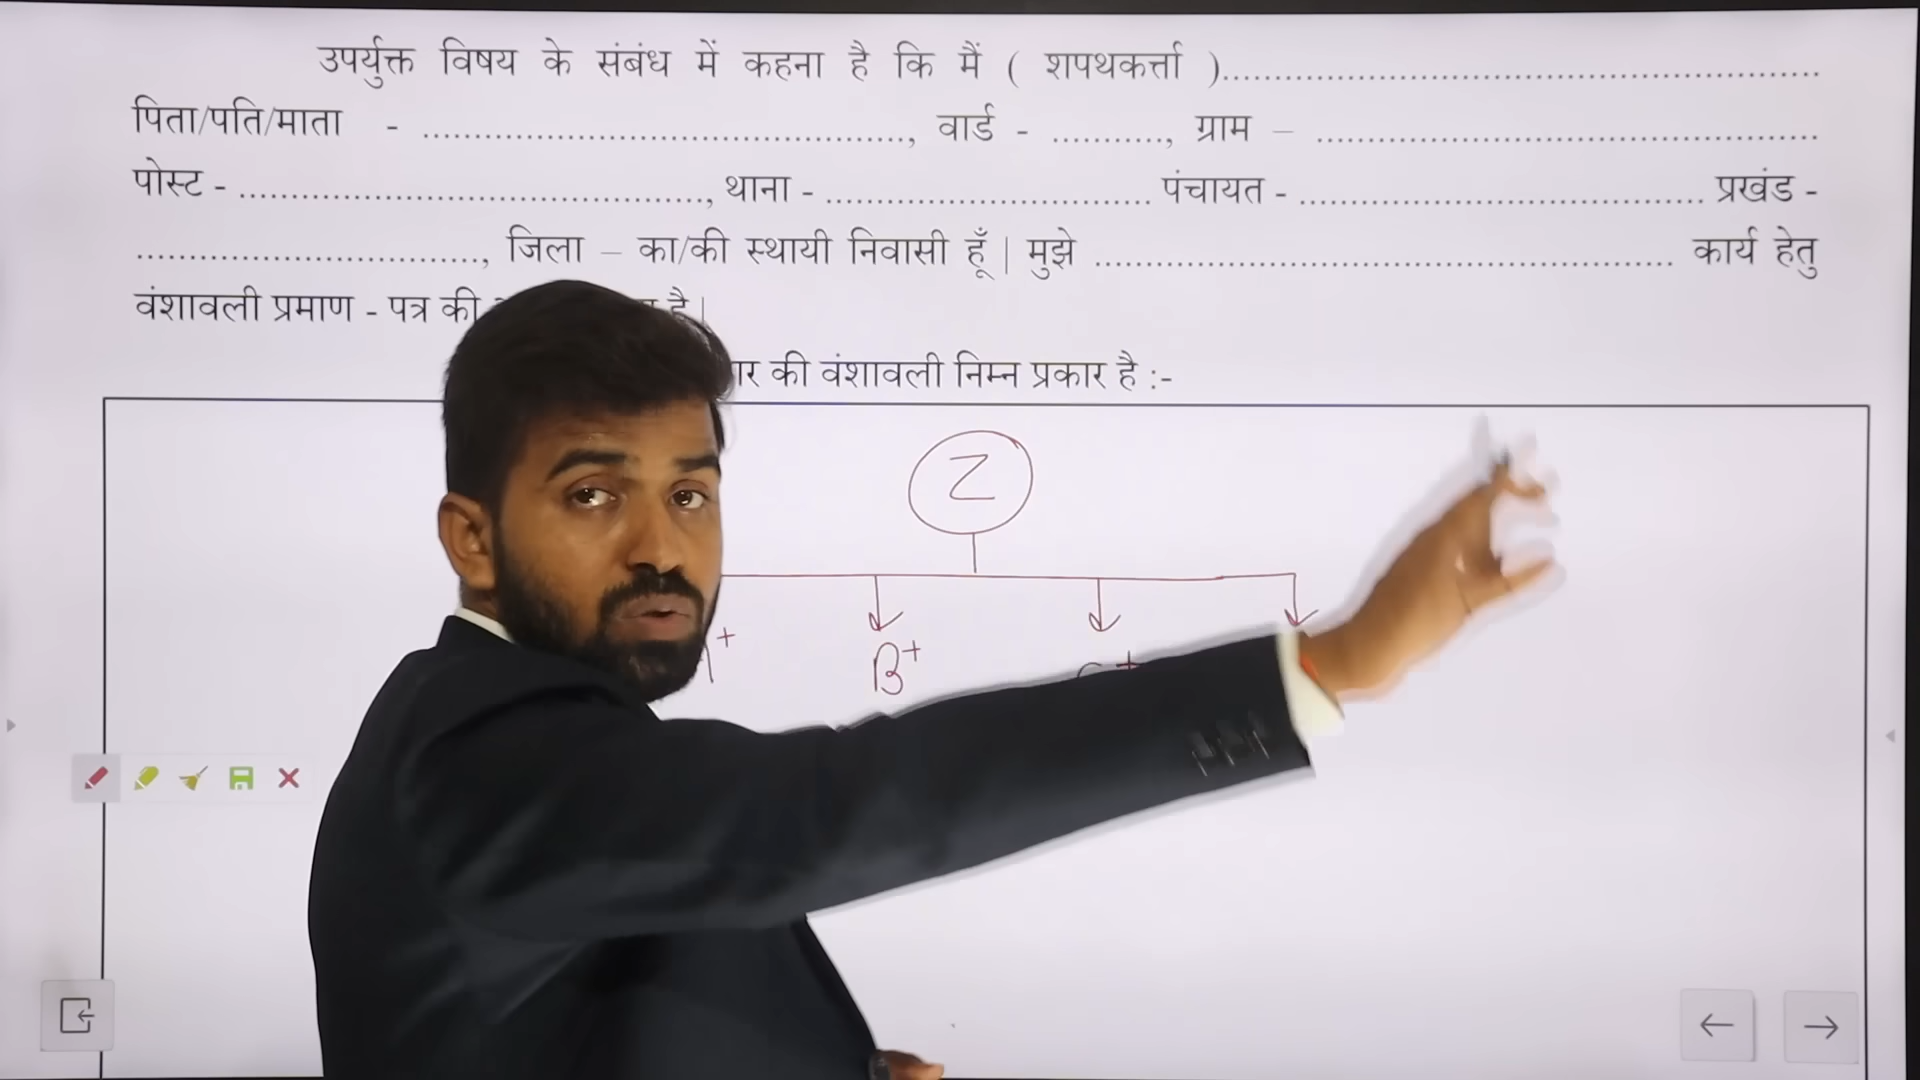 उपर्युक्त विषय के संबंध में कहना है कि मैं ( शपथकर्त्ता ).............................................................
पिता/पति/माता - ................................................., वार्ड - ..........., ग्राम – ...................................................
पोस्ट - .................................................., थाना - .................................. पंचायत - .......................................... प्रखंड -
..................................., जिला – का/की स्थायी निवासी हूँ | मुझे ........................................................... कार्य हेतु
वंशावली प्रमाण - पत्र की है |
की वंशावली निम्न प्रकार है :-
Z
B+